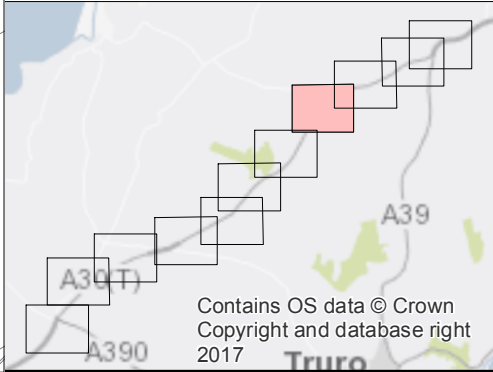 A39
A30(T)
Contains OS data © Crown
Copyright and database right
2017
A390
Truro